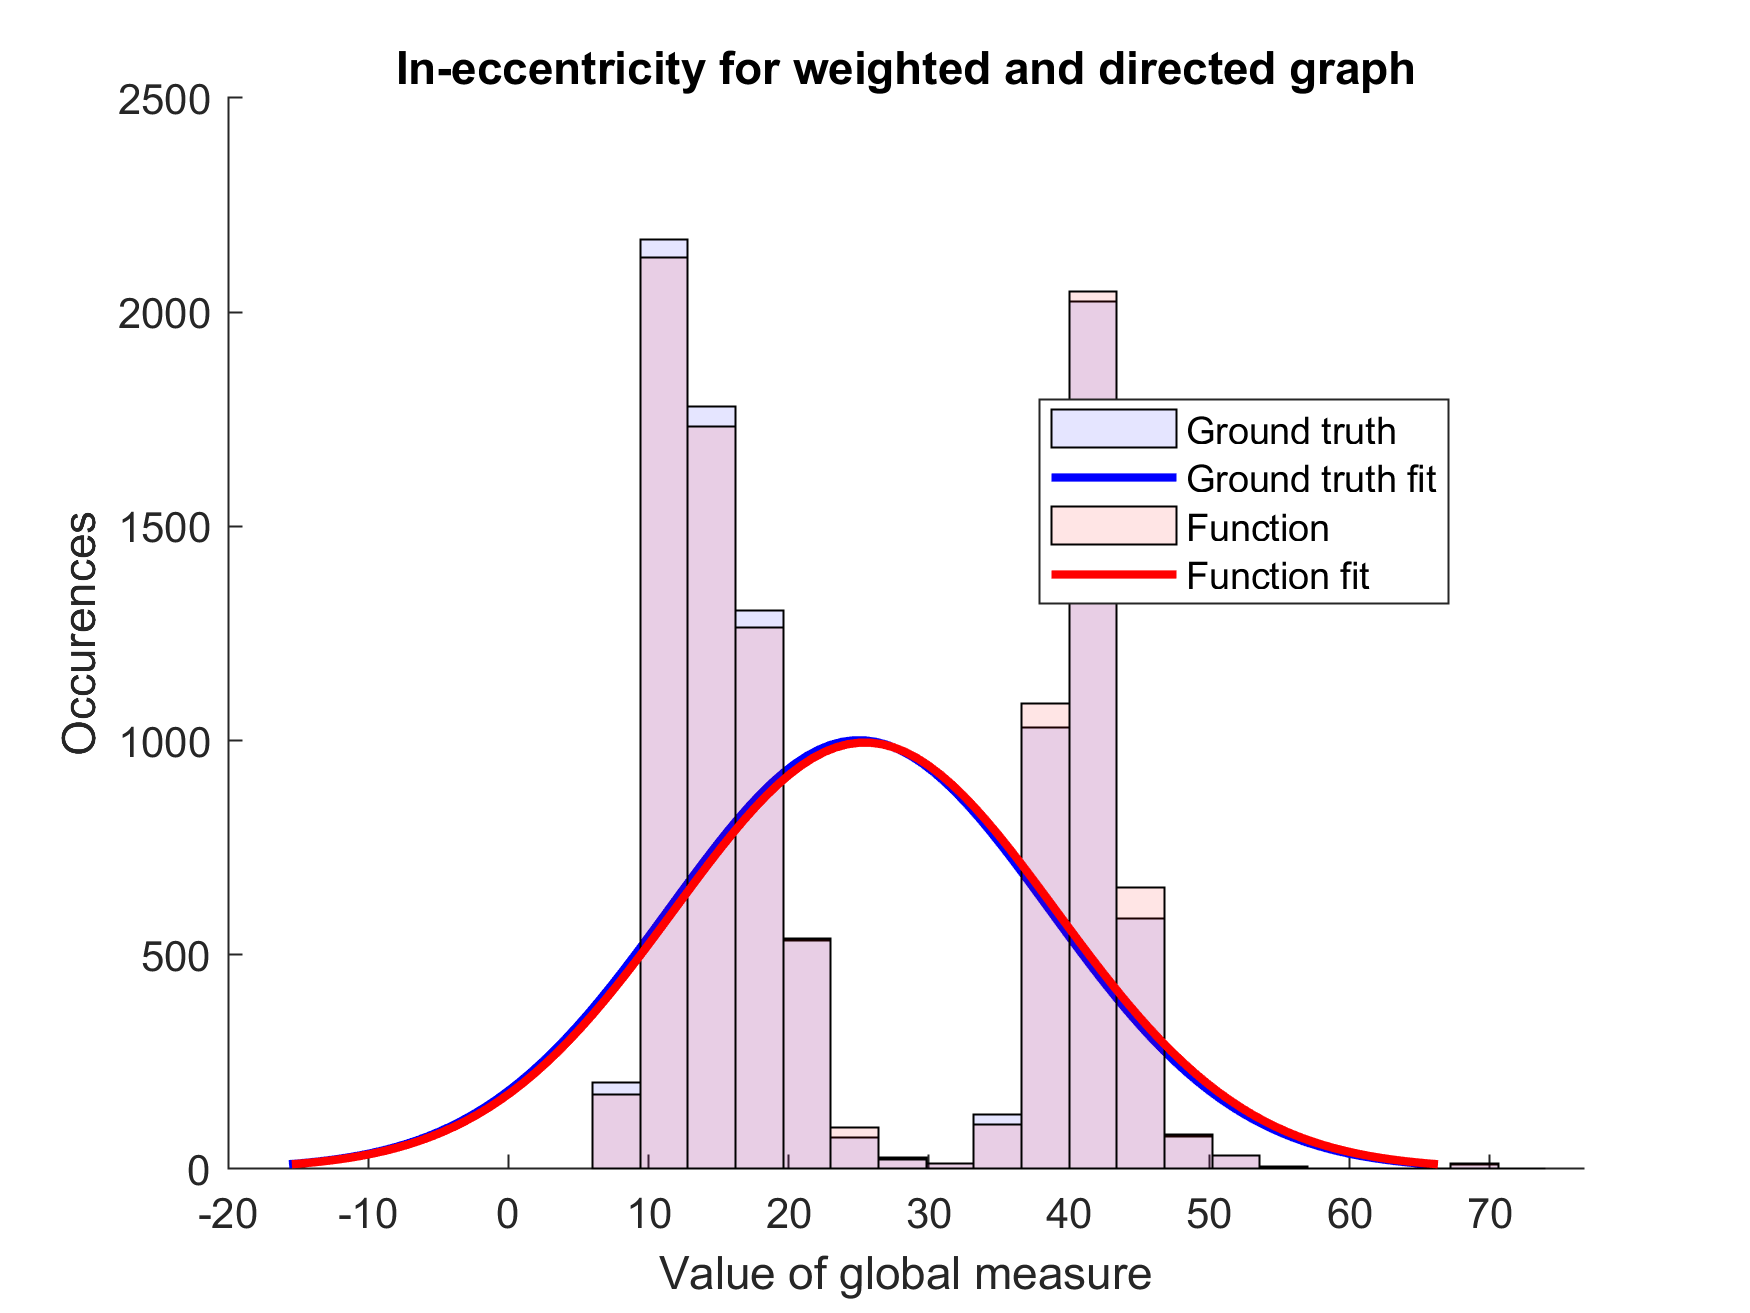 In-eccentricity for weighted and directed graph
2500
2000
1500
1000
500
0
Occurences
Ground truth
Ground truth fit
Function
Function fit
-20 -10 0 10 20 30 40 50 60 70
Value of global measure